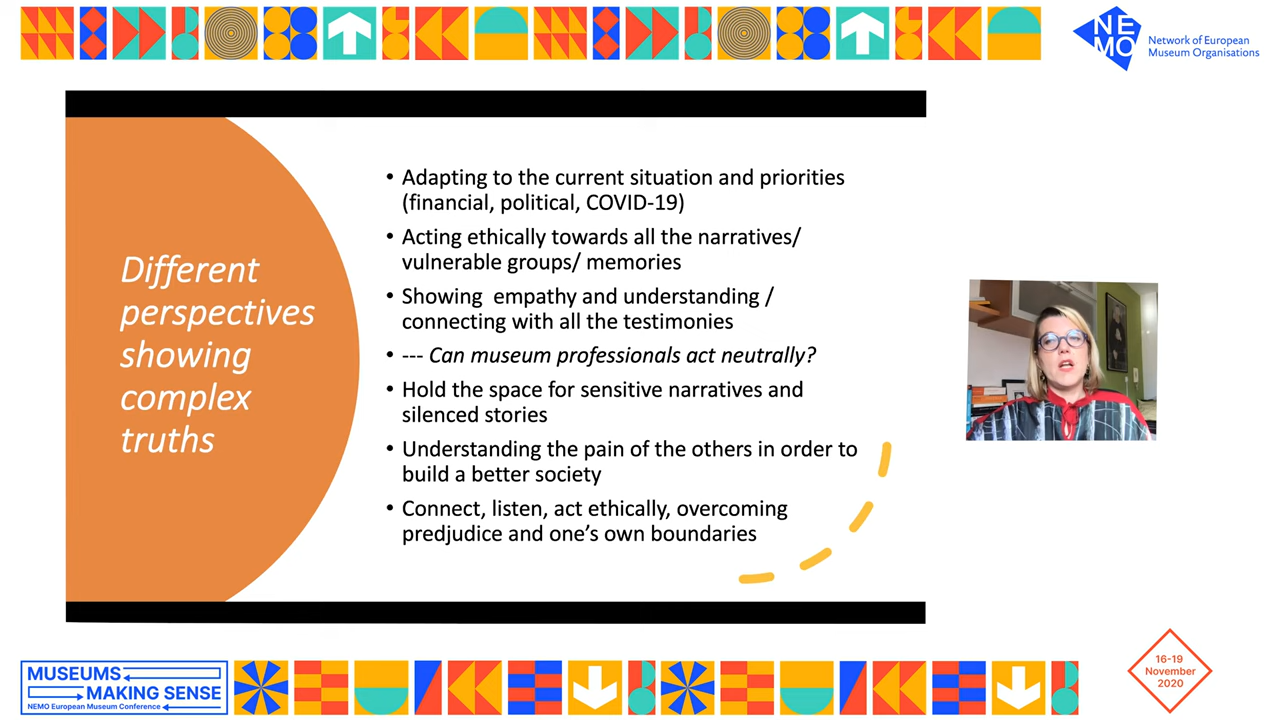 NE
MO
Network of European
Museum Organisations
Different
perspectives
showing
complex
truths
• Adapting to the current situation and priorities
(financial, political, COVID-19)
• Acting ethically towards all the narratives/
vulnerable groups/ memories
• Showing  empathy and understanding /
connecting with all the testimonies
• --- Can museum professionals act neutrally?
• Hold the space for sensitive narratives and
silenced stories
• Understanding the pain of the others in order to
build a better society
• Connect, listen, act ethically, overcoming
predjudice and one's own boundaries
MUSEUMS
MAKING SENSE
NEMO European Museum Conference
16-19
November
2020